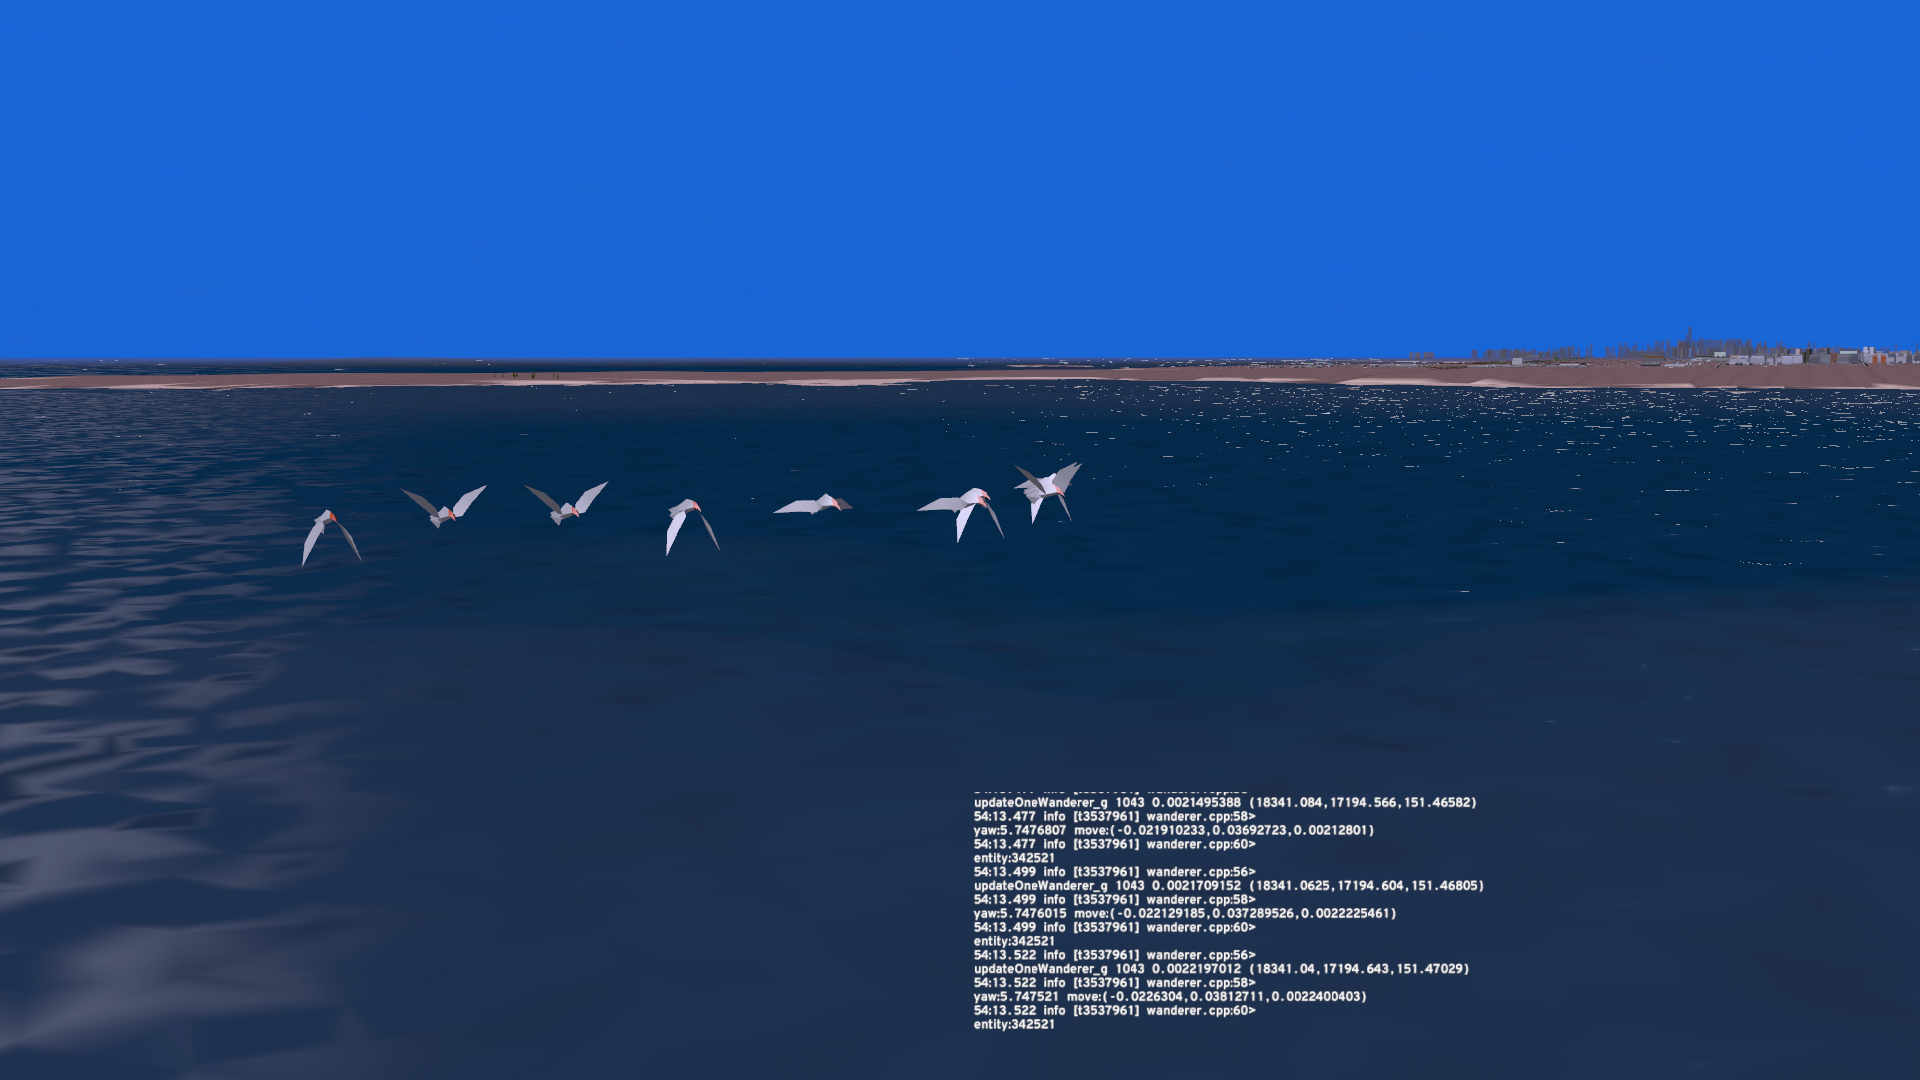 updateOneWanderer_g 1043 0.0021495388 (18341.084,17194.566,151.46582)
54:13.477 info [t3537961] wanderer.cpp:58>
yaw:5.7476807 move:(-0.021910233,0.03692723,0.00212801)
54:13.477 info [t3537961] wanderer.cpp:60>
entity:342521
54:13.499 info [t3537961] wanderer.cpp:56>
updateOneWanderer_g 1043 0.0021709152 (18341.0625,17194.604,151.46805)
54:13.499 info [t3537961] wanderer.cpp:58>
yaw:5.7476015 move:(-0.022129185,0.037289526,0.0022225461)
54:13.499 info [t3537961] wanderer.cpp:60>
entity:342521
54:13.522 info [t3537961] wanderer.cpp:56>
updateOneWanderer_g 1043 0.0022197012 (18341.04,17194.643,151.47029)
54:13.522 info [t3537961] wanderer.cpp:58>
yaw:5.747521 move:(-0.0226304,0.03812711,0.0022400403)
54:13.522 info [t3537961] wanderer.cpp:60>
entity:342521